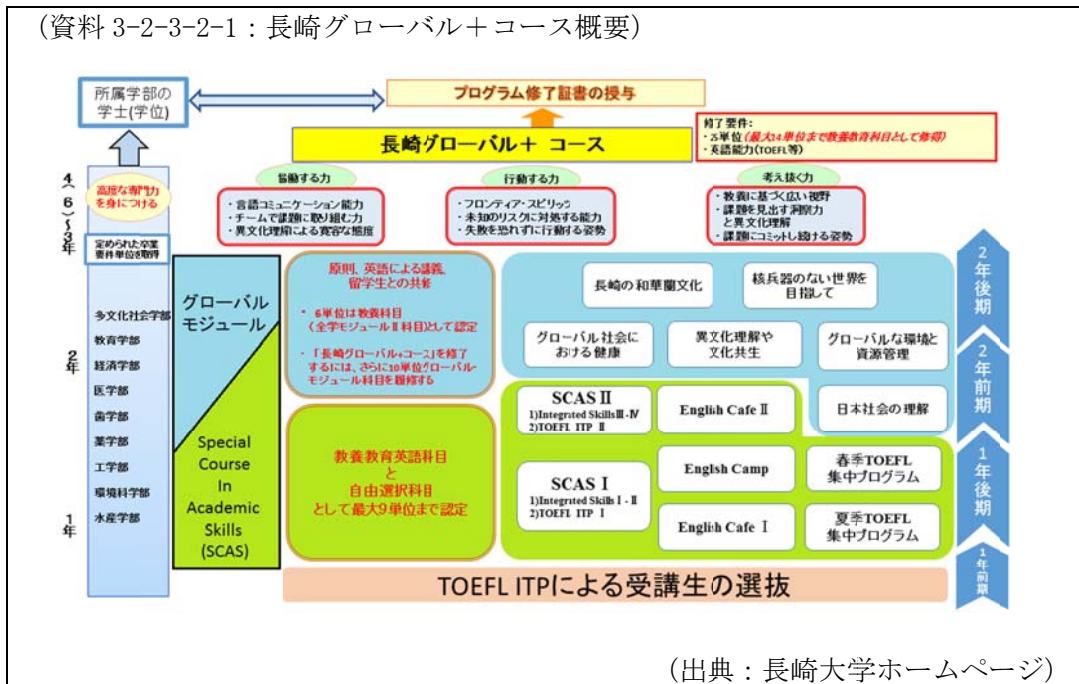 (資料 3-2-3-2-1：長崎グローバル＋コース概要)
所属学部の
学士(学位)
プログラム修了証書の授与
長崎グローバル＋ コース
修了要件:
・25単位(最大14単位まで教養教育科目として修得)
・英語能力(TOEFL等)
4(6)～3年
高度な専門力
を身につける
定められた卒業
要件単位を取得
協働する力
・言語コミュニケーション能力
・チームで課題に取り組む力
・異文化理解による寛容な態度
行動する力
・フロンティア・スピリッツ
・未知のリスクに対処する能力
・失敗を恐れずに行動する姿勢
考え抜く力
・教養に基づく広い視野
・課題を見出す洞察力
と異文化理解
・課題にコミットし続ける姿勢
2年
1年
多文化社会学部
教育学部
経済学部
医学部
歯学部
薬学部
工学部
環境科学部
水産学部
グローバル
モジュール
Special
Course
In
Academic
Skills
(SCAS)
原則、英語による講義、
留学生との共修
・ 6単位は教養科目
(全学モジュールⅡ科目)として認定
・ 「長崎グローバル+コース」を修了
するには、さらに10単位グローバル・
モジュール科目を履修する
教養教育英語科目
と
自由選択科目
として最大9単位まで認定
長崎の和華蘭文化
核兵器のない世界を
目指して
グローバル社会に
おける健康
異文化理解や
文化共生
グローバルな環境と
資源管理
SCAS Ⅱ
1)Integrated SkillsⅢ-Ⅳ
2)TOEFL ITP Ⅱ
English Cafe Ⅱ
日本社会の理解
SCAS Ⅰ
1)Integrated SkillsⅠ-Ⅱ
2)TOEFL ITP Ⅰ
English Camp
English Cafe Ⅰ
春季TOEFL
集中プログラム
夏季TOEFL
集中プログラム
2年後期
2年前期
1年後期
1年前期
TOEFL ITPによる受講生の選抜
(出典：長崎大学ホームページ)